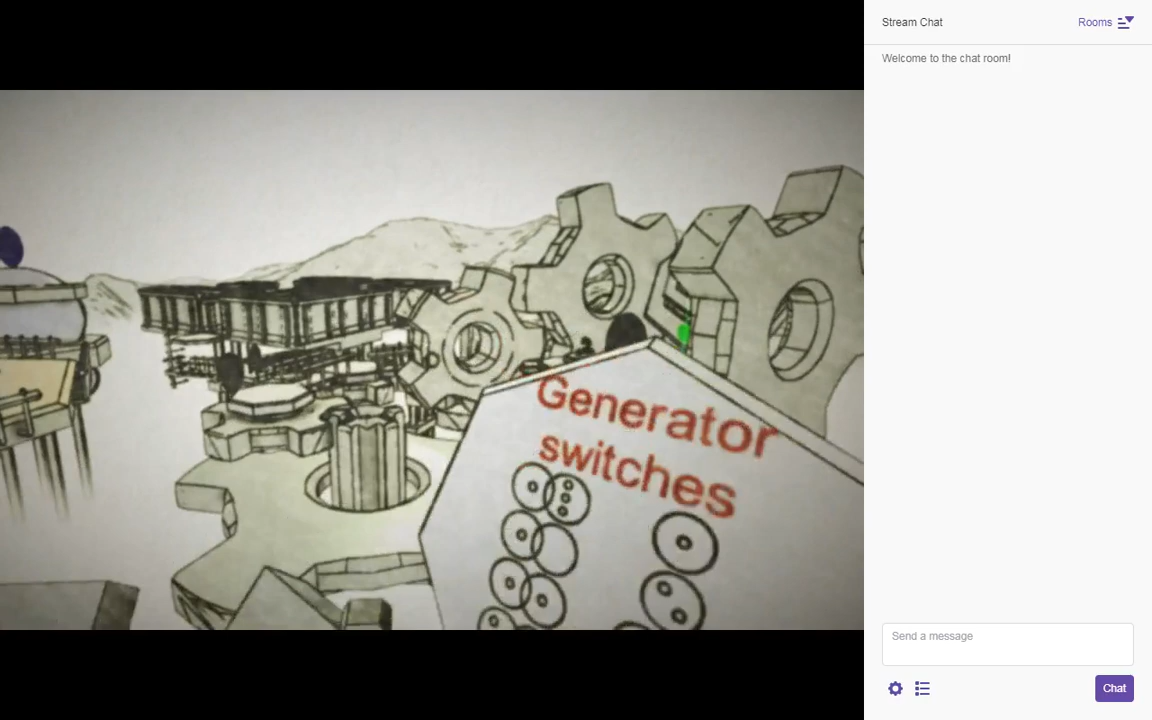 Stream Chat
Rooms
Welcome to the chat room!
Generator
switches
Send a message
Chat